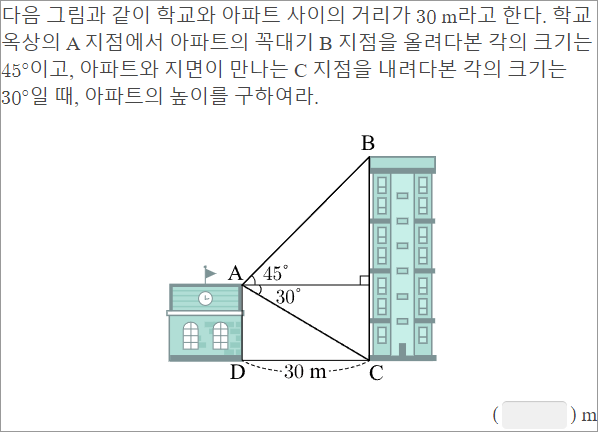 다음 그림과 같이 학교와 아파트 사이의 거리가 30 m라고 한다. 학교
옥상의 A 지점에서 아파트의 꼭대기 B 지점을 올려다본 각의 크기는
45°이고, 아파트와 지면이 만나는 C 지점을 내려다본 각의 크기는
30°일 때, 아파트의 높이를 구하여라.
B
A 45°
30°
D 30 m C
( ) m